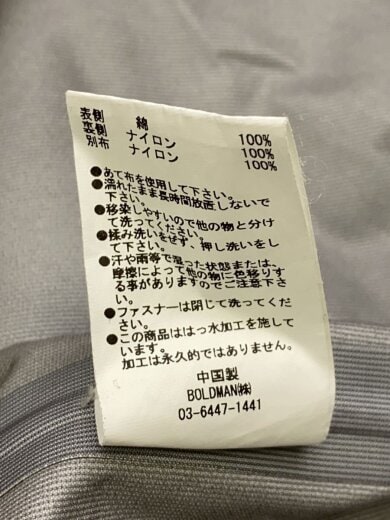 表側 綿 100%
裏側 ナイロン 100%
別布 ナイロン 100%
●あて布を使用して下さい。
●濡れたまま長時間放置しないで
下さい。
●移染しやすいので他の物と分け
て洗ってください。
●揉み洗いをせず、押し洗いをし
て下さい。
●汗や雨等で湿った状態または、
摩擦によって他の物に色移りす
る事がありますのでご注意下さ
い。
●ファスナーは閉じて洗ってくだ
さい。
●この商品ははっ水加工を施して
います。
加工は永久的ではありません。
中国製
BOLDMAN㈱
03-6447-1441